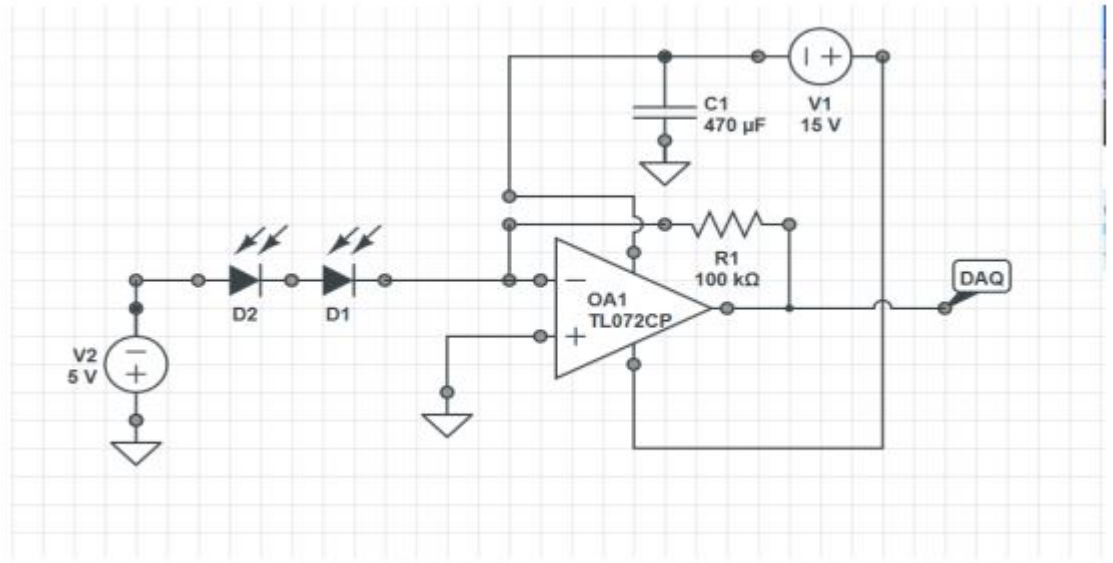 C1
470 µF
V1
15 V
R1
100 kΩ
DAQ
D2
D1
OA1
TL072CP
V2
5 V